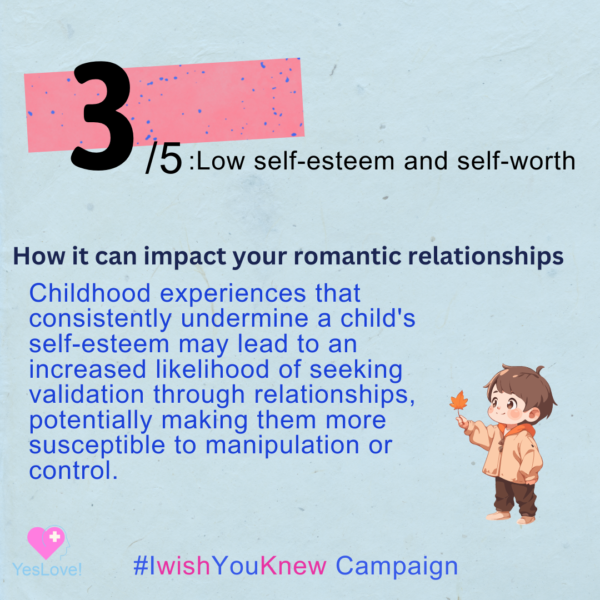 3/5 :Low self-esteem and self-worth
How it can impact your romantic relationships
Childhood experiences that
consistently undermine a child's
self-esteem may lead to an
increased likelihood of seeking
validation through relationships,
potentially making them more
susceptible to manipulation or
control.
YesLove!
#IwishYouKnew Campaign